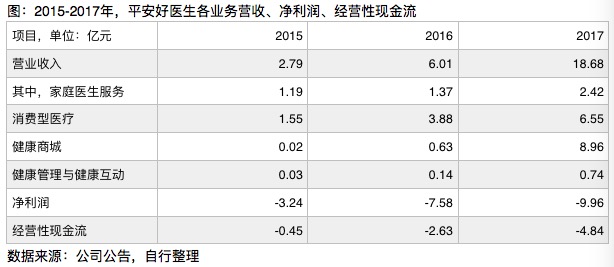 图：2015-2017年，平安好医生各业务营收、净利润、经营性现金流
项目，单位：亿元 2015 2016 2017
营业收入 2.79 6.01 18.68
其中，家庭医生服务 1.19 1.37 2.42
消费型医疗 1.55 3.88 6.55
健康商城 0.02 0.63 8.96
健康管理与健康互动 0.03 0.14 0.74
净利润 -3.24 -7.58 -9.96
经营性现金流 -0.45 -2.63 -4.84
数据来源：公司公告，自行整理